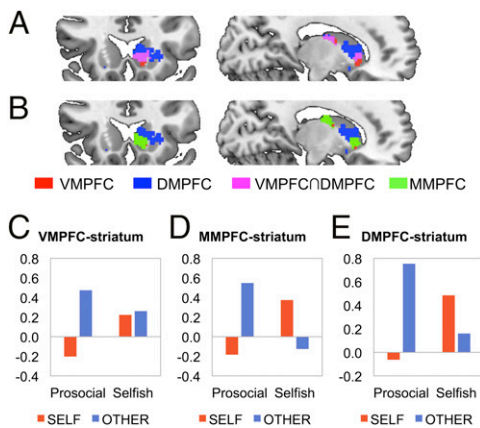 A
B
VMPFC DMPFC VMPFC∩DMPFC MMPFC
C VMPFC-striatum
0.8
0.6
0.4
0.2
0.0
-0.2
-0.4
Prosocial Selfish
SELF OTHER
D MMPFC-striatum
0.8
0.6
0.4
0.2
0.0
-0.2
-0.4
Prosocial Selfish
SELF OTHER
E DMPFC-striatum
0.8
0.6
0.4
0.2
0.0
-0.2
Prosocial Selfish
SELF OTHER